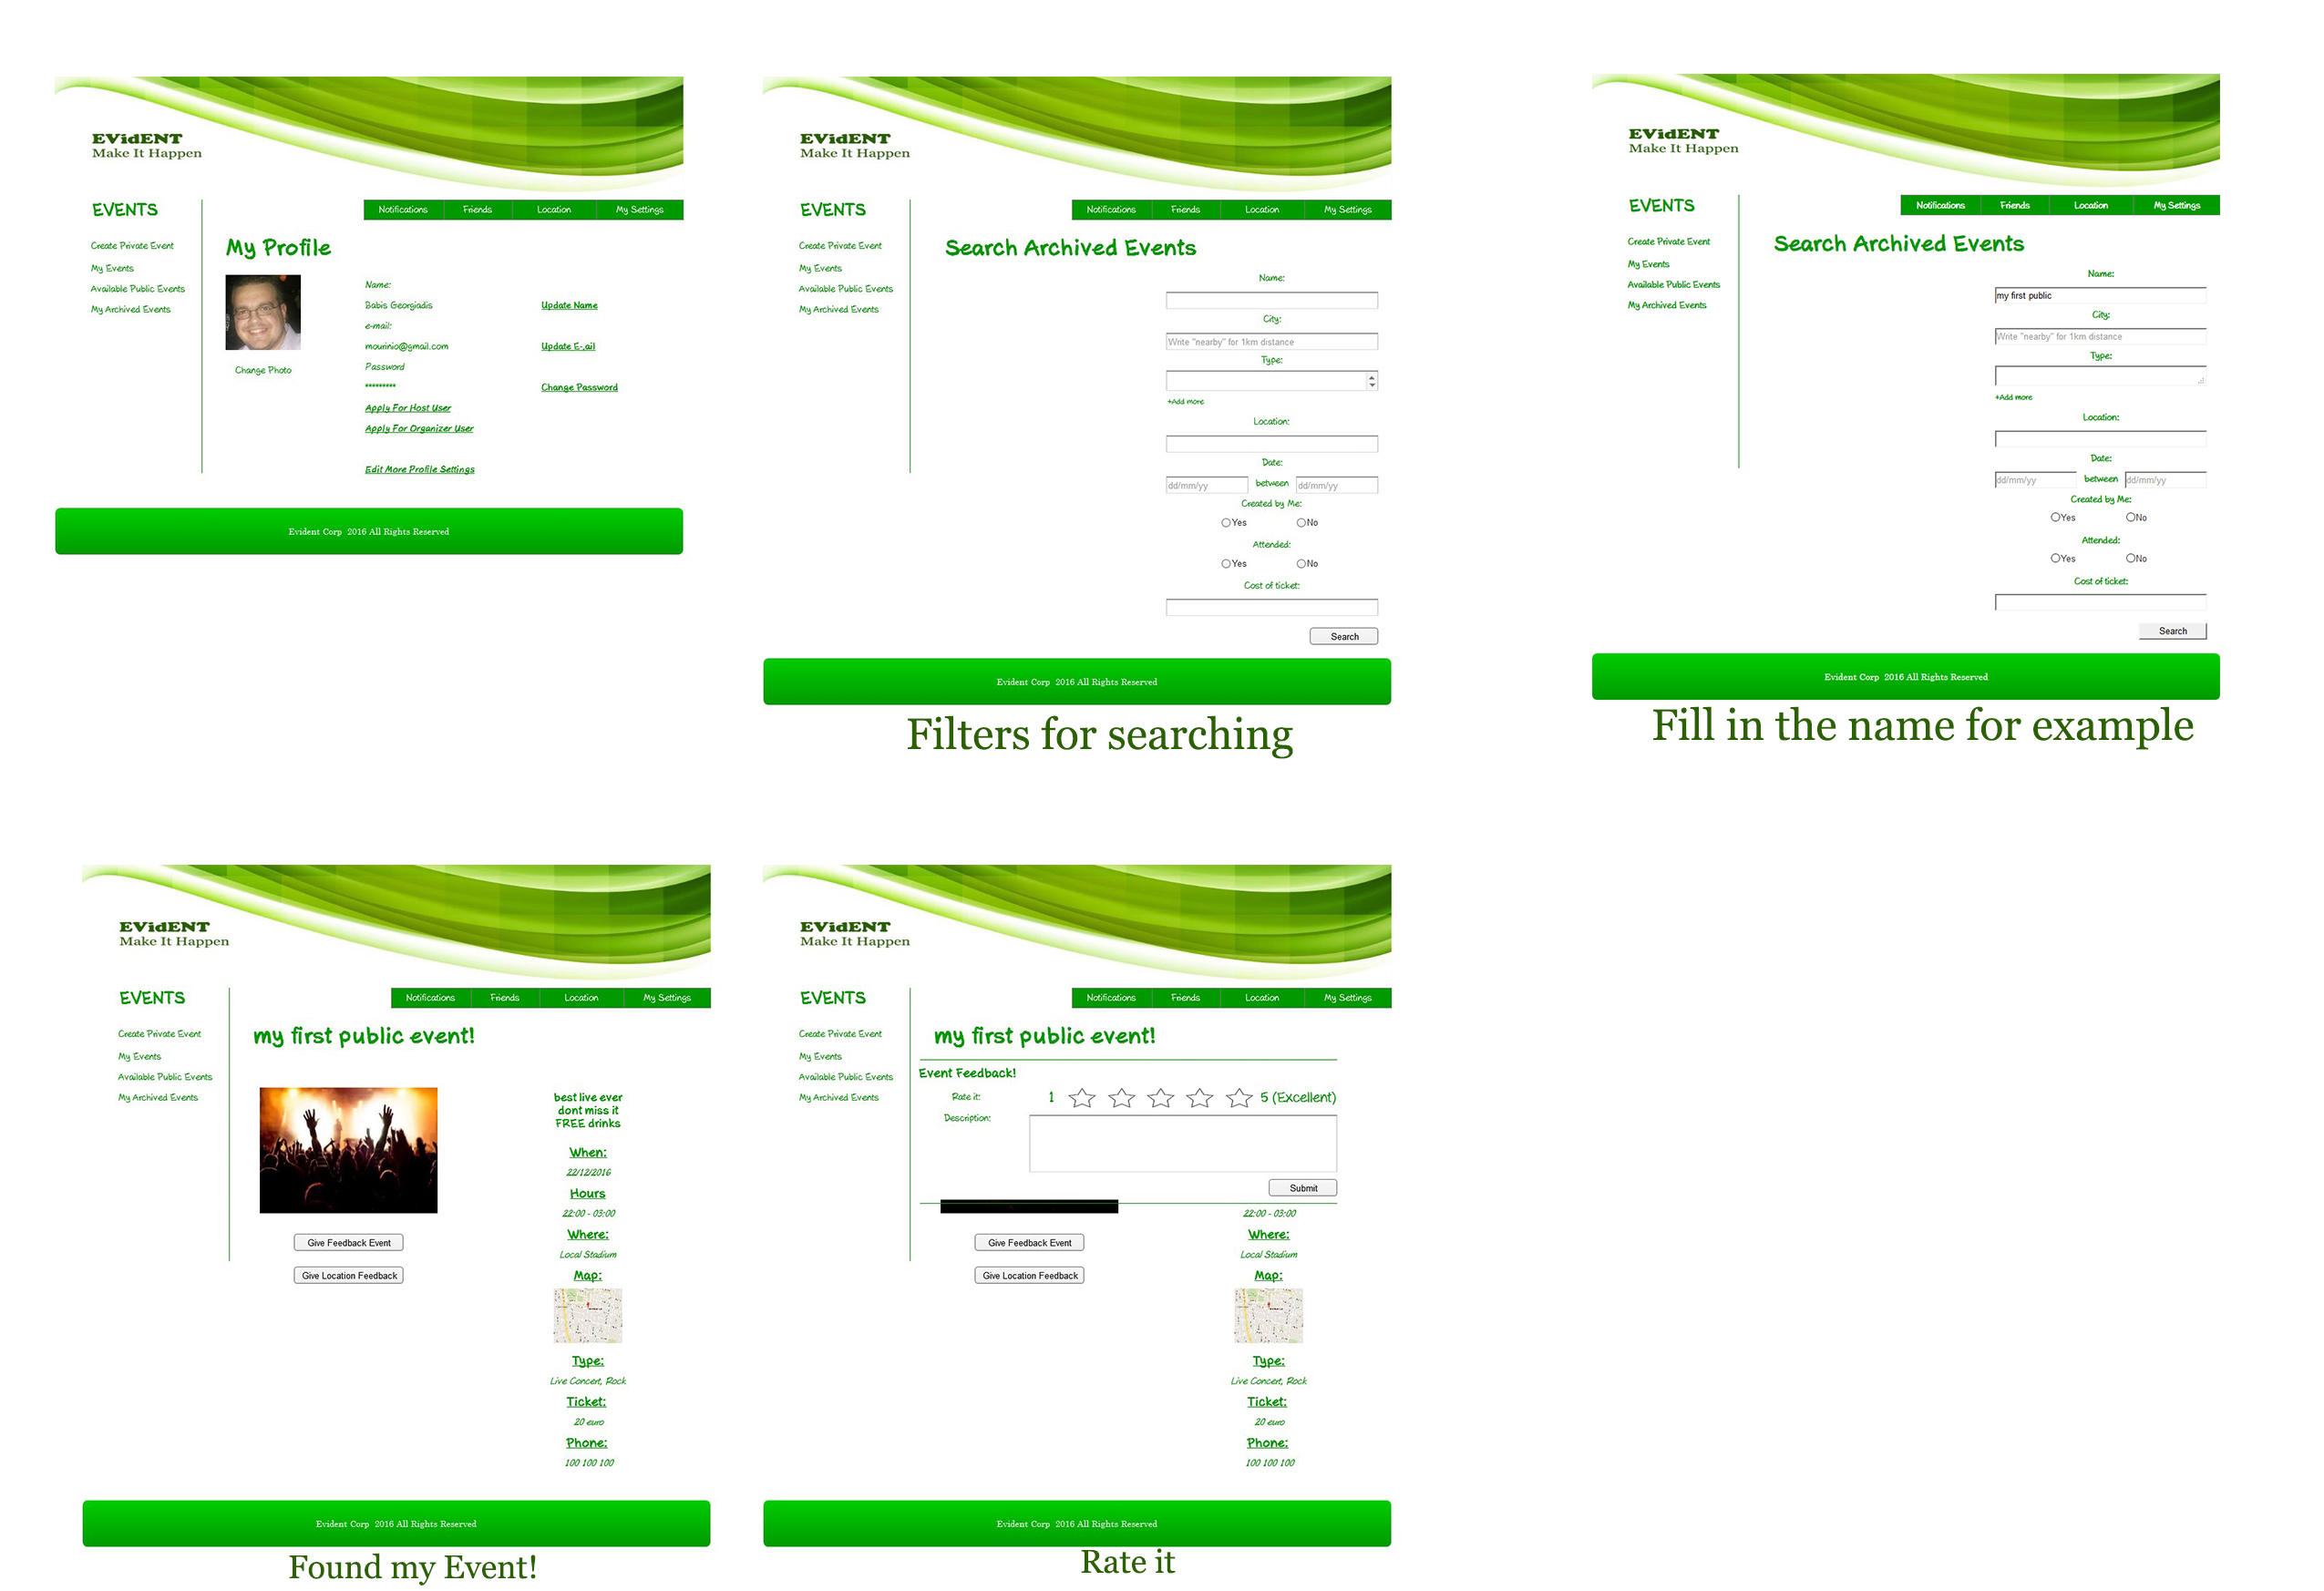 EVidENT
Make It Happen
EVENTS
Create Private Event
My Events
Available Public Events
My Archived Events
Notifications Friends Location My Settings
My Profile
Change Photo
Name:
Babis Georgiadis Update Name
e-mail:
mourinio@gmail.com Update E-,ail
Password
********* Change Password
Apply For Host User
Apply For Organizer User
Edit More Profile Settings
Evident Corp 2016 All Rights Reserved
EVidENT
Make It Happen
EVENTS
Create Private Event
My Events
Available Public Events
My Archived Events
Notifications Friends Location My Settings
Search Archived Events
Name:
City:
Write "nearby" for 1km distance
Type:
+Add more
Location:
Date:
dd/mm/yy between dd/mm/yy
Created by Me:
Yes No
Attended:
Yes No
Cost of ticket:
Search
Evident Corp 2016 All Rights Reserved
Filters for searching
EVidENT
Make It Happen
EVENTS
Create Private Event
My Events
Available Public Events
My Archived Events
Notifications Friends Location My Settings
Search Archived Events
Name:
my first public
City:
Write "nearby" for 1km distance
Type:
+Add more
Location:
Date:
dd/mm/yy between dd/mm/yy
Created by Me:
Yes No
Attended:
Yes No
Cost of ticket:
Search
Evident Corp 2016 All Rights Reserved
Fill in the name for example
EVidENT
Make It Happen
EVENTS
Create Private Event
My Events
Available Public Events
My Archived Events
Notifications Friends Location My Settings
my first public event!
Give Feedback Event
Give Location Feedback
best live ever
dont miss it
FREE drinks
When:
22/12/2016
Hours
22:00 - 03:00
Where:
Local Stadium
Map:
Type:
Live Concert, Rock
Ticket:
20 euro
Phone:
100 100 100
Evident Corp 2016 All Rights Reserved
Found my Event!
EVidENT
Make It Happen
EVENTS
Create Private Event
My Events
Available Public Events
My Archived Events
Notifications Friends Location My Settings
my first public event!
Event Feedback!
Rate it: 1 5 (Excellent)
Description:
Submit
Give Feedback Event
Give Location Feedback
22:00 - 03:00
Where:
Local Stadium
Map:
Type:
Live Concert, Rock
Ticket:
20 euro
Phone:
100 100 100
Evident Corp 2016 All Rights Reserved
Rate it